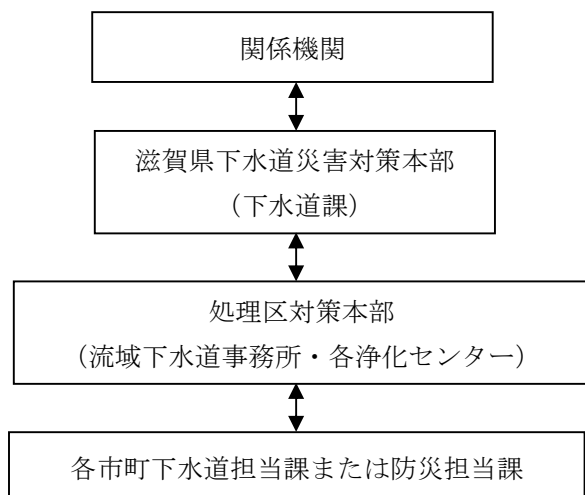 関係機関
滋賀県下水道災害対策本部
（下水道課）
処理区対策本部
（流域下水道事務所・各浄化センター）
各市町下水道担当課または防災担当課